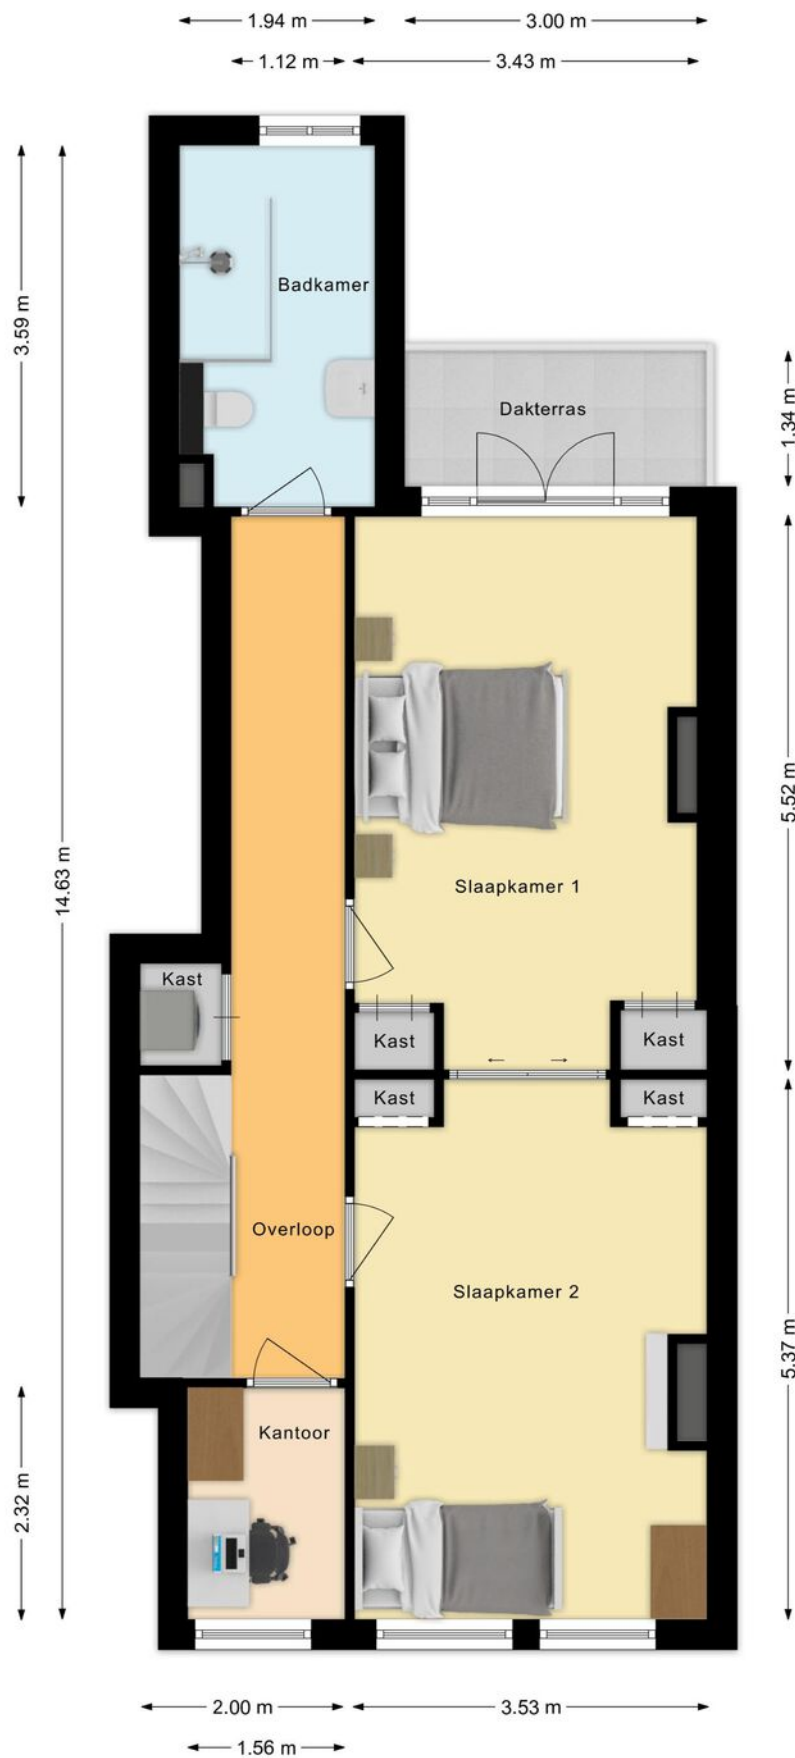 1.94 m
3.00 m
1.12 m
3.43 m
3.59 m
14.63 m
Badkamer
1.34 m
Dakterras
5.52 m
Slaapkamer 1
Kast
Kast
Kast
Kast
Kast
Overloop
Slaapkamer 2
5.37 m
Kantoor
2.32 m
2.00 m
3.53 m
1.56 m